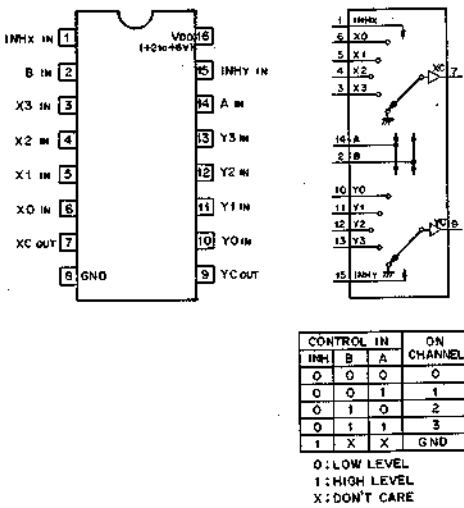 INHX IN 1
B IN 2
X3 IN 3
X2 IN 4
X1 IN 5
X0 IN 6
XC OUT 7
8 GND
VDD 16
(+2 to +6V)
15 INHY IN
14 A IN
13 Y3 IN
12 Y2 IN
11 Y1 IN
10 Y0 IN
9 YC OUT
1 INHX
6 X0
5 X1
4 X2
3 X3
XC 7
14 A
2 B
10 Y0
11 Y1
12 Y2
13 Y3
YC 9
15 INHY
CONTROL IN ON CHANNEL
INH B A
0 0 0 0
0 0 1 1
0 1 0 2
0 1 1 3
1 X X GND
0 : LOW LEVEL
1 : HIGH LEVEL
X : DON'T CARE